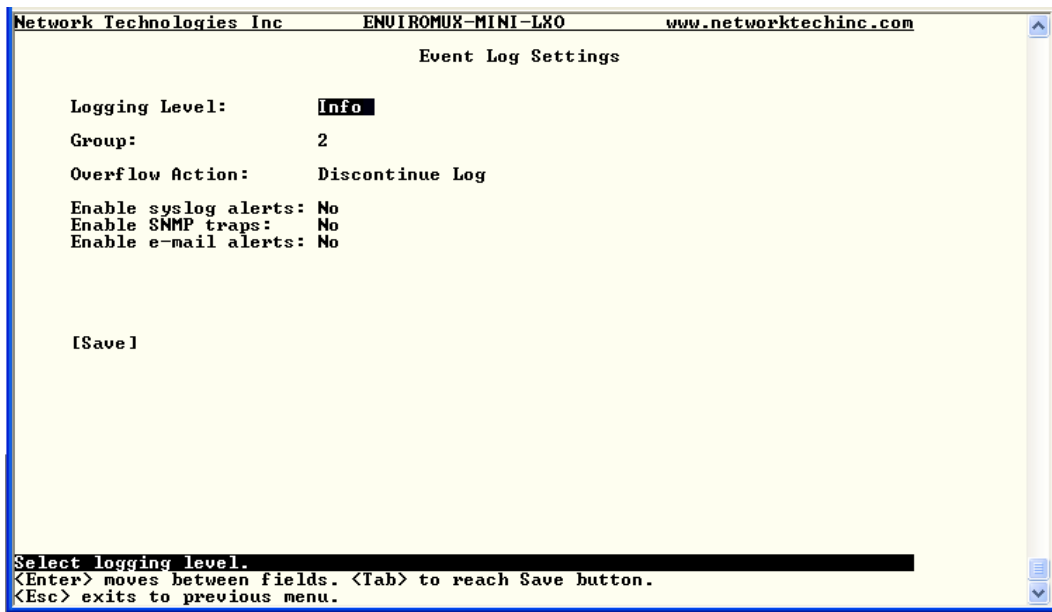 Network Technologies Inc ENVIROMUX-MINI-LXO www.networktechinc.com
Event Log Settings
Logging Level: Info
Group: 2
Overflow Action: Discontinue Log
Enable syslog alerts: No
Enable SNMP traps: No
Enable e-mail alerts: No
[Save]
Select logging level.
<Enter> moves between fields. <Tab> to reach Save button.
<Esc> exits to previous menu.